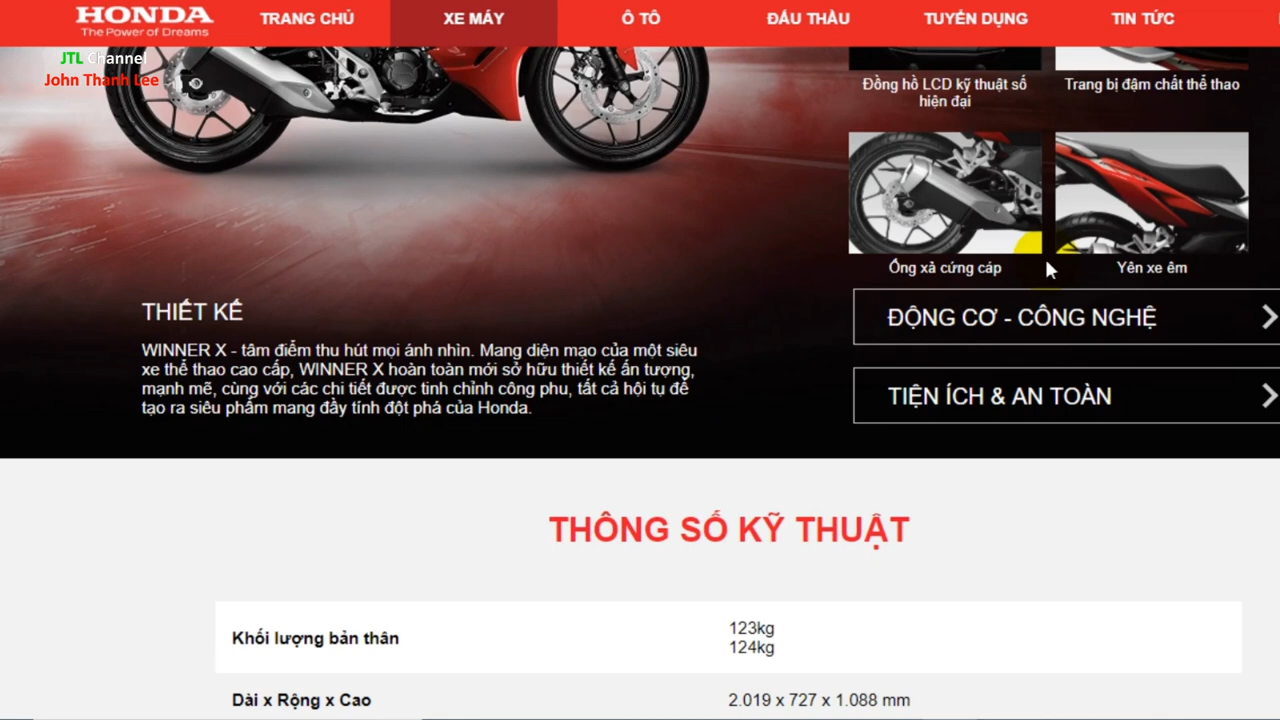 HONDA
The Power of Dreams
TRANG CHỦ
XE MÁY
Ô TÔ
ĐẤU THẦU
TUYỂN DỤNG
TIN TỨC
JTL Channel
John Thanh Lee
Đồng hồ LCD kỹ thuật số
hiện đại
Trang bị đậm chất thể thao
Ống xả cứng cáp
Yên xe êm
THIẾT KẾ
WINNER X - tâm điểm thu hút mọi ánh nhìn. Mang diện mạo của một siêu
xe thể thao cao cấp, WINNER X hoàn toàn mới sở hữu thiết kế ấn tượng,
mạnh mẽ, cùng với các chi tiết được tinh chỉnh công phu, tất cả hội tụ để
tạo ra siêu phẩm mang đầy tính đột phá của Honda.
ĐỘNG CƠ - CÔNG NGHỆ
TIỆN ÍCH & AN TOÀN
THÔNG SỐ KỸ THUẬT
Khối lượng bản thân
123kg
124kg
Dài x Rộng x Cao
2.019 x 727 x 1.088 mm